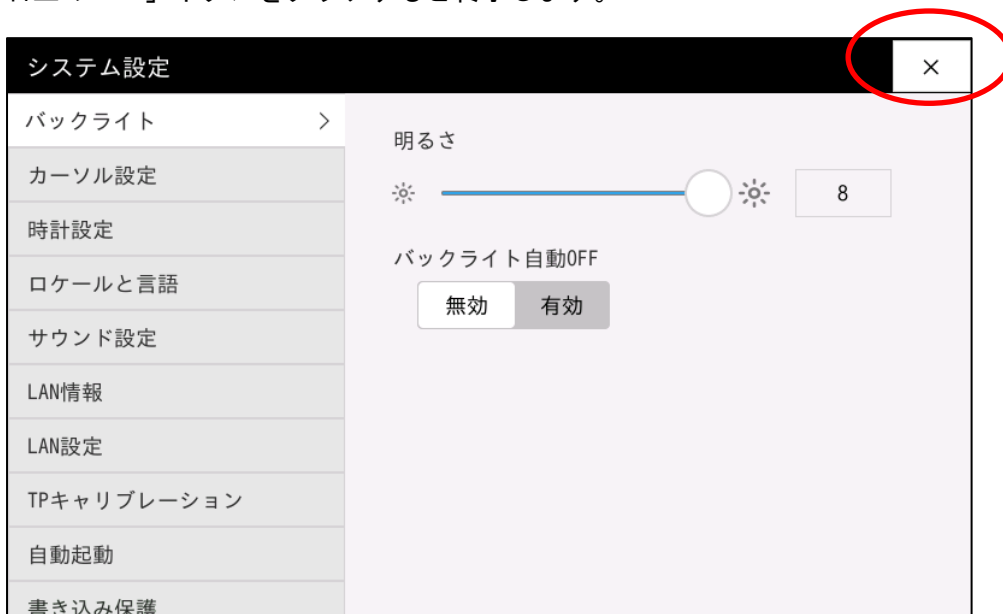 システム設定
×
バックライト >
カーソル設定
時計設定
ロケールと言語
サウンド設定
LAN情報
LAN設定
TPキャリブレーション
自動起動
書き込み保護
明るさ
8
バックライト自動OFF
無効 有効